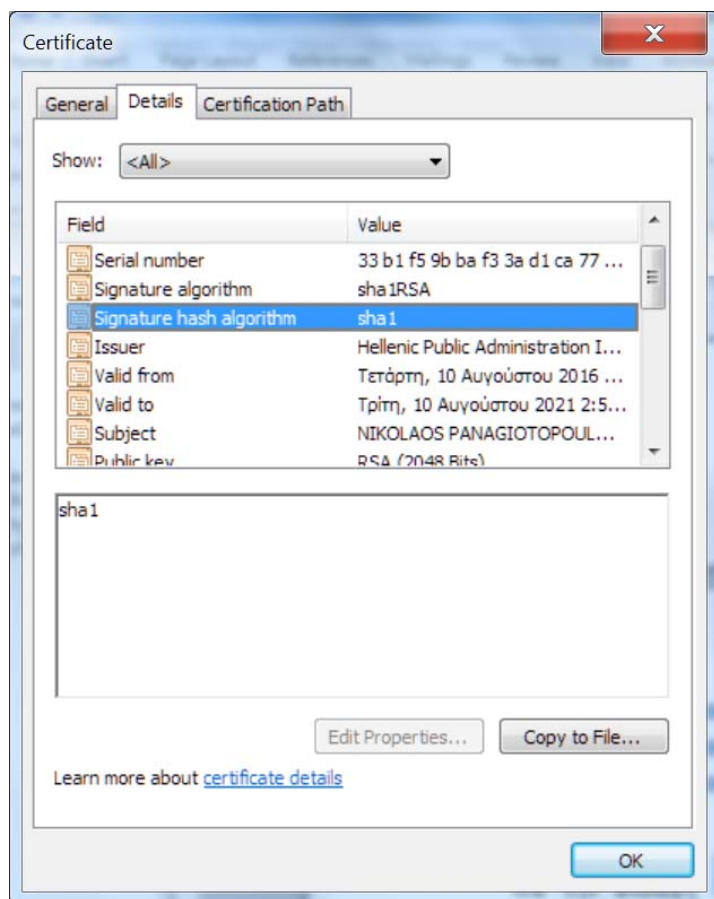 Certificate
General Details Certification Path
Show: <All>
Field Value
Serial number 33 b1 f5 9b ba f3 3a d1 ca 77 ...
Signature algorithm sha1RSA
Signature hash algorithm sha1
Issuer Hellenic Public Administration I...
Valid from Τετάρτη, 10 Αυγούστου 2016 ...
Valid to Τρίτη, 10 Αυγούστου 2021 2:5...
Subject NIKOLAOS PANAGIOTOPOUL...
Public key RSA (2048 Bits)
sha1
Edit Properties... Copy to File...
Learn more about certificate details
OK